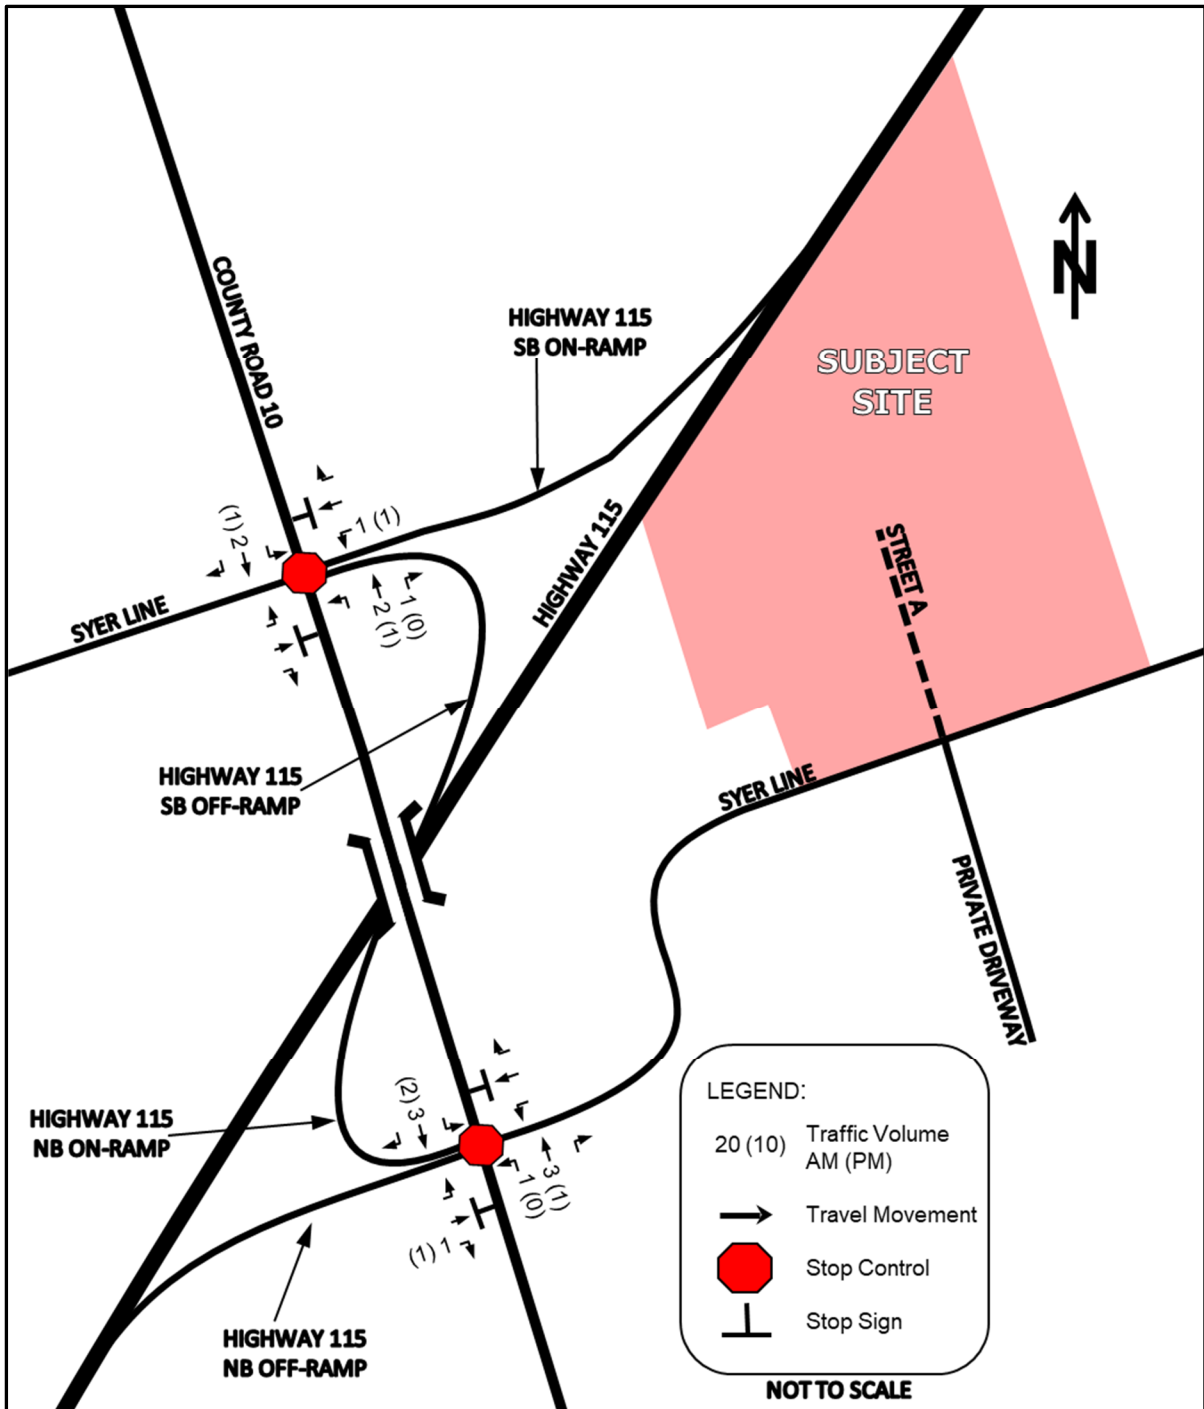 COUNTY ROAD 10
HIGHWAY 115
SB ON-RAMP
N
SUBJECT
SITE
(1) 2
1 (1)
HIGHWAY 115
STREET A
SYER LINE
2 (1)
1 (0)
HIGHWAY 115
SB OFF-RAMP
SYER LINE
PRIVATE DRIVEWAY
HIGHWAY 115
NB ON-RAMP
(2) 3
3 (1)
1 (0)
(1) 1
HIGHWAY 115
NB OFF-RAMP
LEGEND:
20 (10)
Traffic Volume
AM (PM)
Travel Movement
Stop Control
Stop Sign
NOT TO SCALE